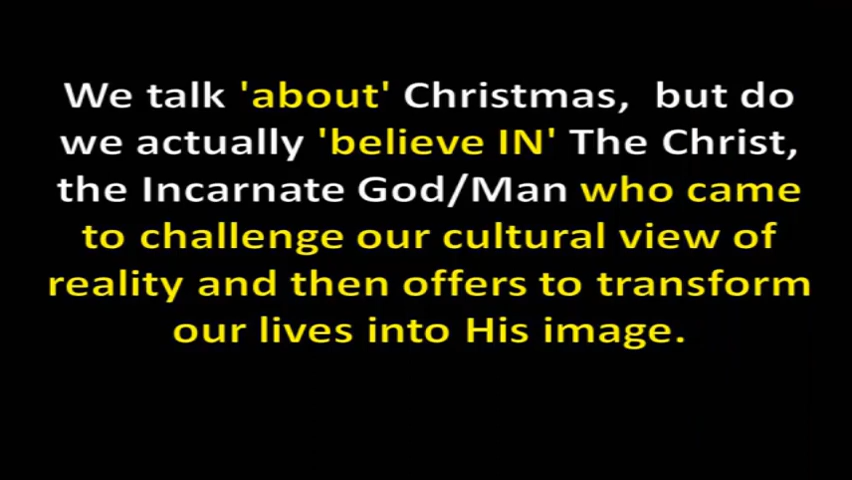 We talk 'about' Christmas,  but do
we actually 'believe IN' The Christ,
the Incarnate God/Man who came
to challenge our cultural view of
reality and then offers to transform
our lives into His image.